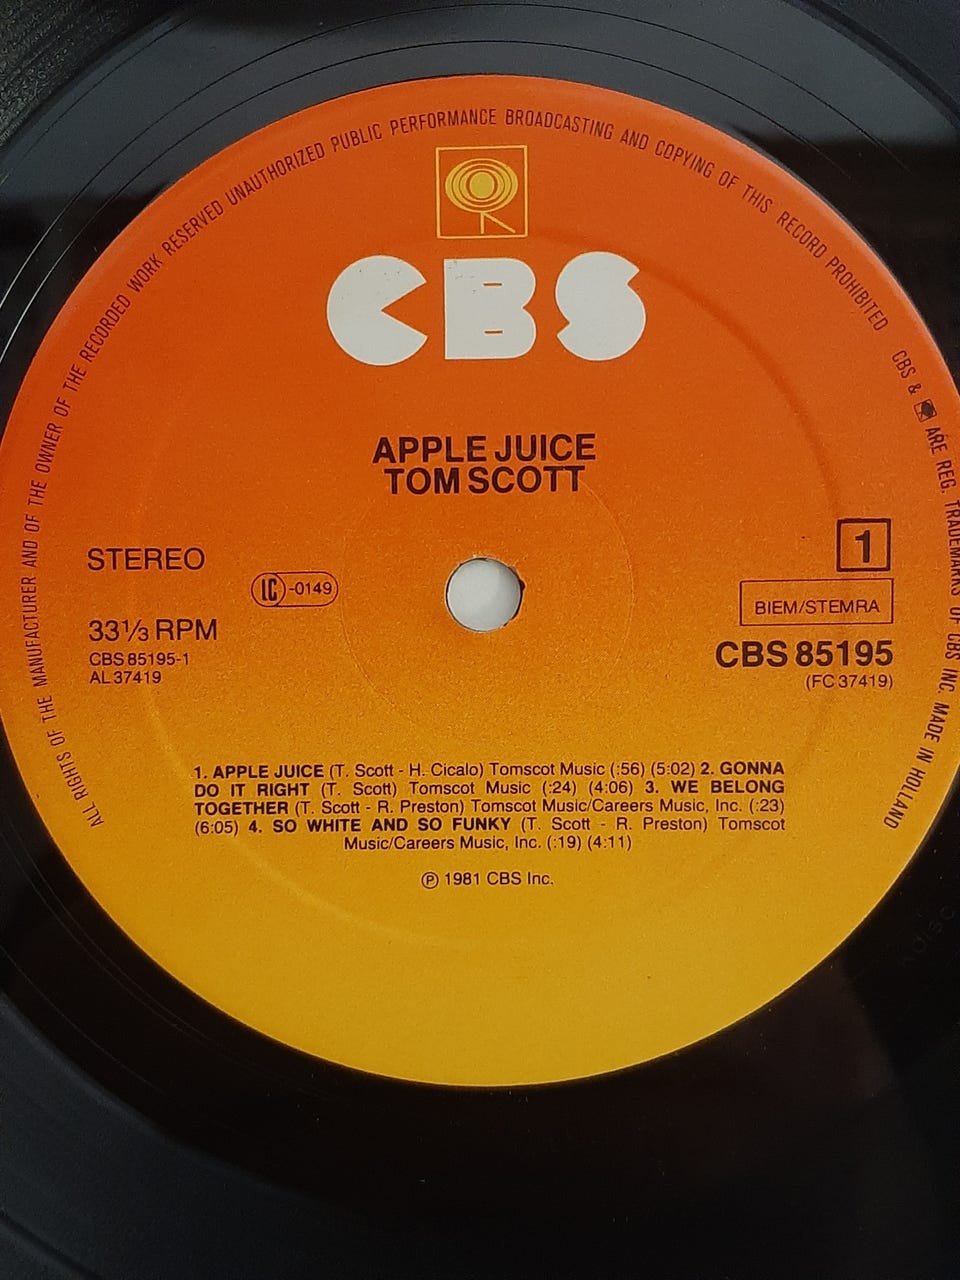 ALL RIGHTS OF THE MANUFACTURER AND OF THE OWNER OF THE RECORDED WORK RESERVED UNAUTHORIZED PUBLIC PERFORMANCE BROADCASTING AND COPYING OF THIS RECORD PROHIBITED
CBS & ARE REG. TRADEMARKS OF CBS INC. MADE IN HOLLAND
CBS
APPLE JUICE
TOM SCOTT
STEREO
LC-0149
33⅓ RPM
CBS 85195-1
AL 37419
1
BIEM/STEMRA
CBS 85195
(FC 37419)
1. APPLE JUICE (T. Scott - H. Cicalo) Tomscot Music (:56) (5:02) 2. GONNA
DO IT RIGHT (T. Scott) Tomscot Music (:24) (4:06) 3. WE BELONG
TOGETHER (T. Scott - R. Preston) Tomscot Music/Careers Music, Inc. (:23)
(6:05) 4. SO WHITE AND SO FUNKY (T. Scott - R. Preston) Tomscot
Music/Careers Music, Inc. (:19) (4:11)
℗ 1981 CBS Inc.